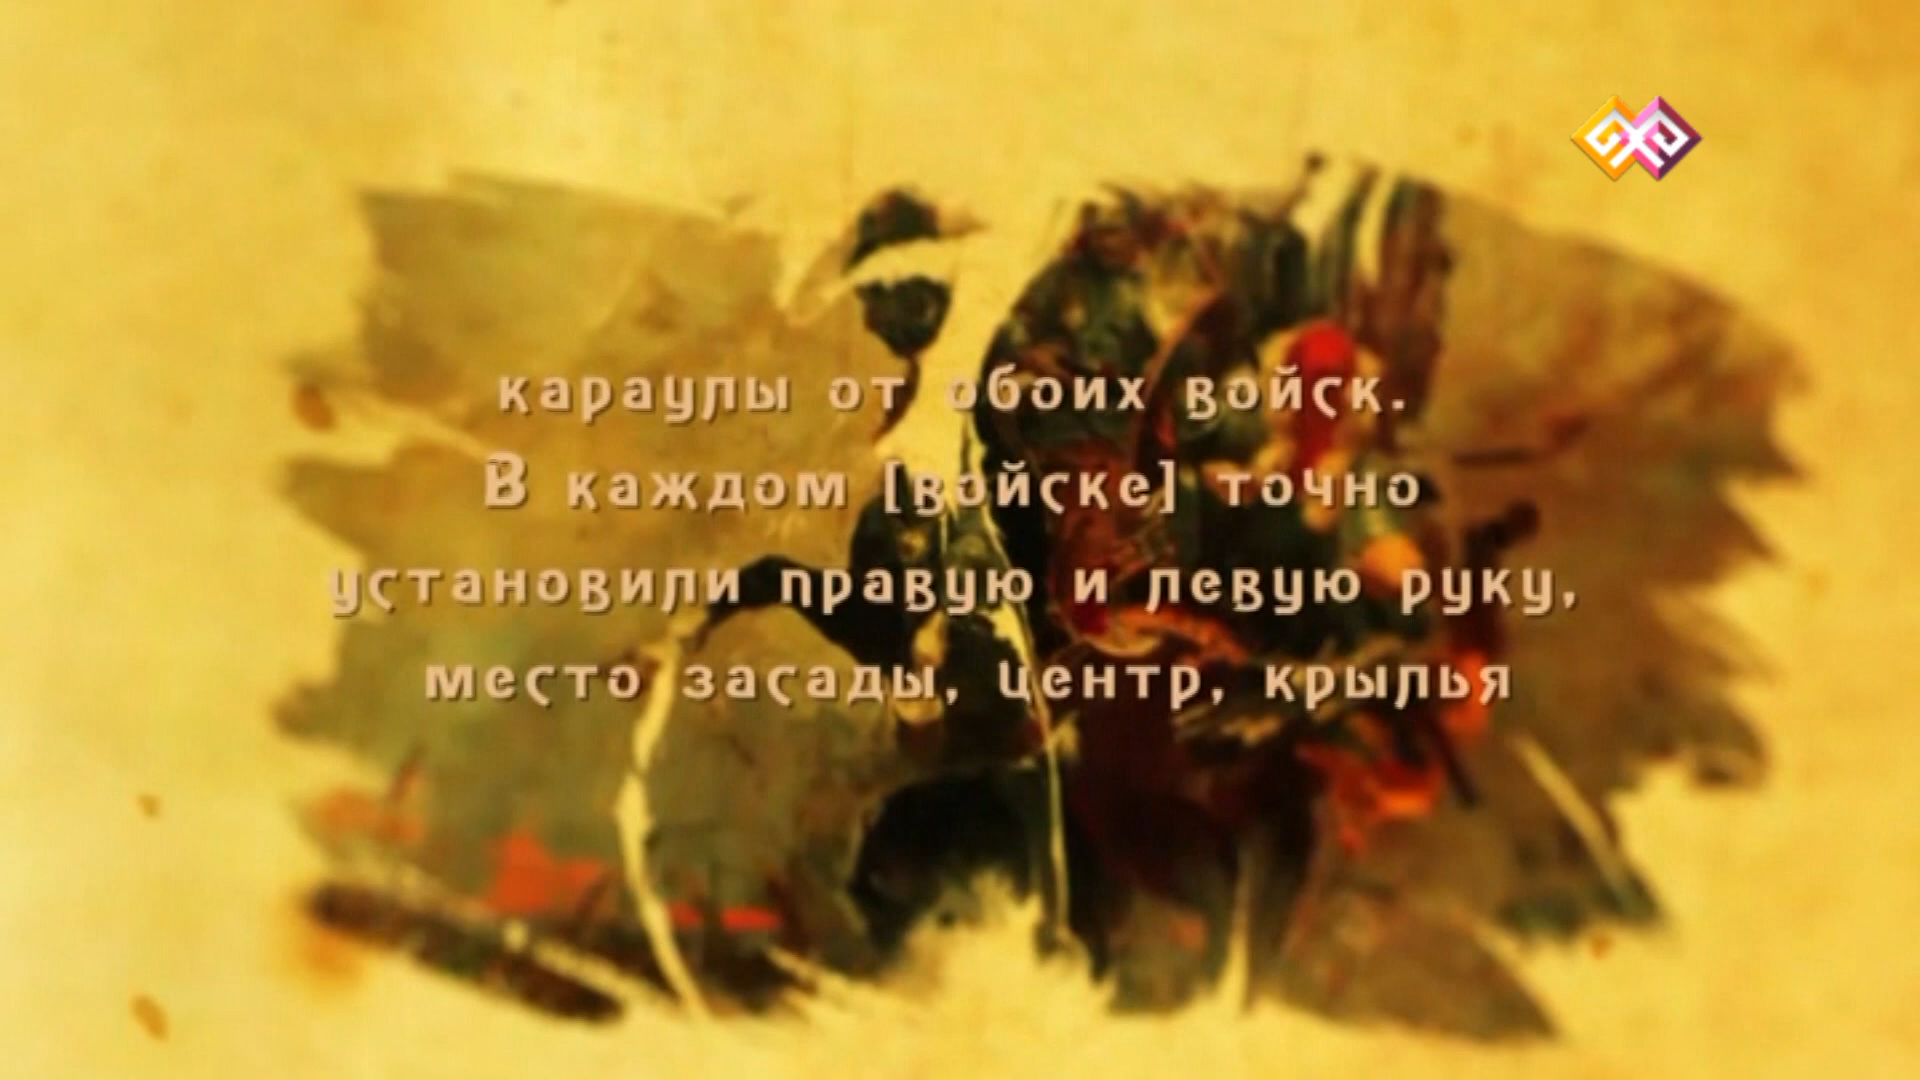 караулы от обоих войск.
В каждом [войске] точно
установили правую и левую руку,
место засады, центр, крылья